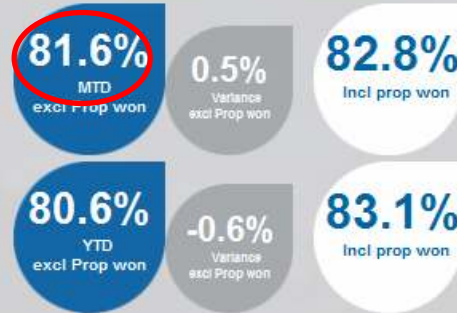 81.6%
MTD
excl Prop won
0.5%
Variance
excl Prop won
82.8%
Incl prop won
80.6%
YTD
excl Prop won
-0.6%
Variance
excl Prop won
83.1%
Incl prop won